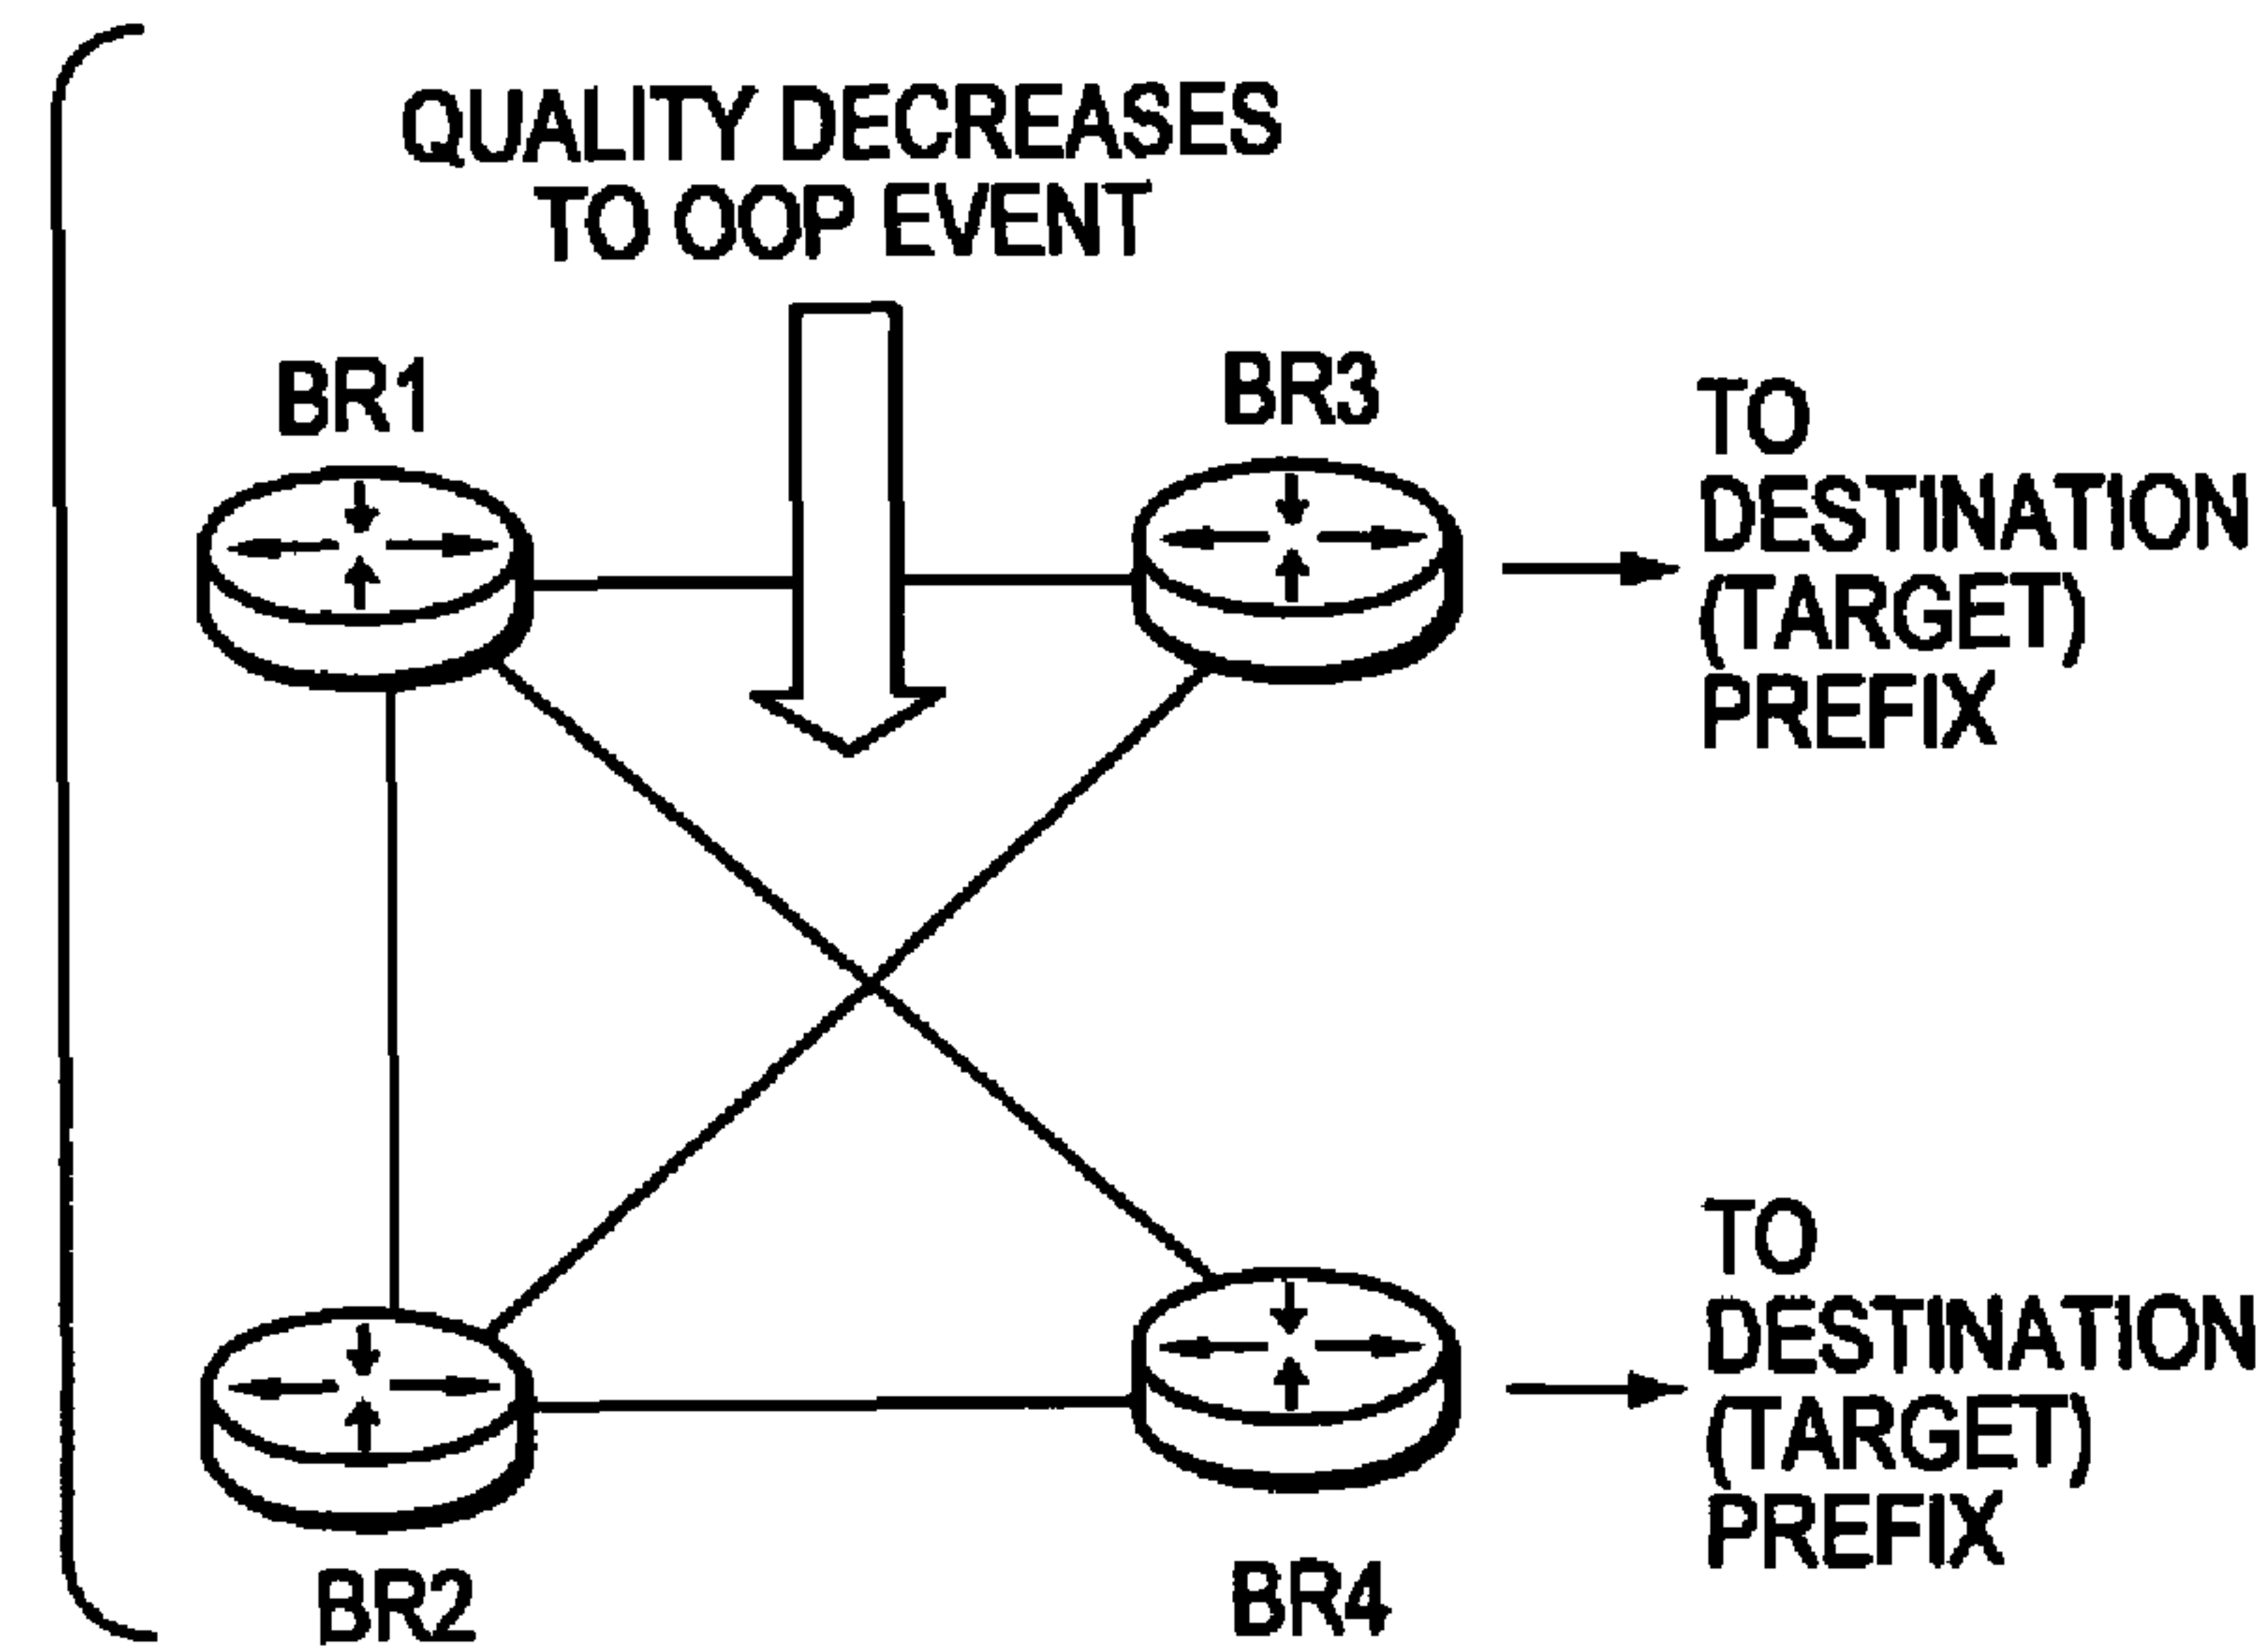 QUALITY DECREASES
TO OOP EVENT
BR1
BR3
TO
DESTINATION
(TARGET)
PREFIX
TO
DESTINATION
(TARGET)
PREFIX
BR2
BR4